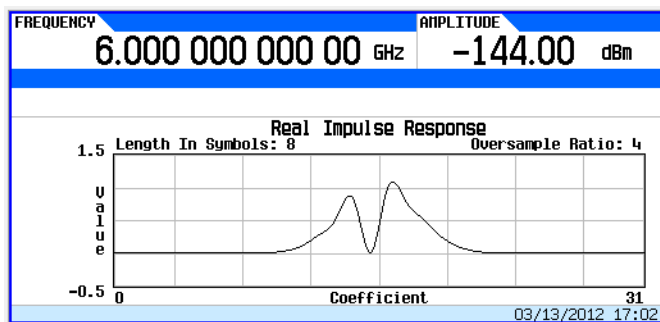 FREQUENCY
6.000 000 000 00 GHz
AMPLITUDE
-144.00 dBm
Real Impulse Response
Length In Symbols: 8
Oversample Ratio: 4
1.5
Value
-0.5
0
Coefficient
31
03/13/2012 17:02